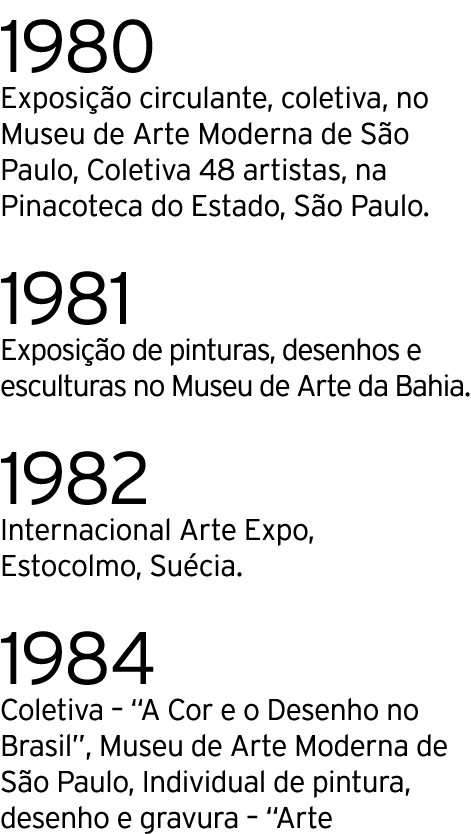 1980
Exposição circulante, coletiva, no
Museu de Arte Moderna de São
Paulo, Coletiva 48 artistas, na
Pinacoteca do Estado, São Paulo.
1981
Exposição de pinturas, desenhos e
esculturas no Museu de Arte da Bahia.
1982
Internacional Arte Expo,
Estocolmo, Suécia.
1984
Coletiva – “A Cor e o Desenho no
Brasil”, Museu de Arte Moderna de
São Paulo, Individual de pintura,
desenho e gravura – “Arte